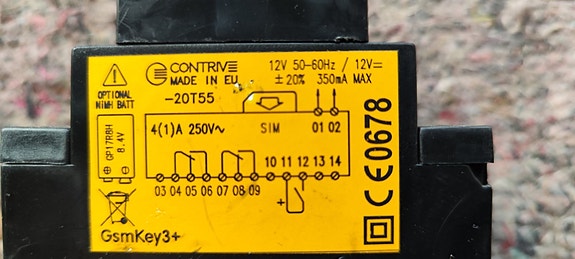 CONTRIVE
MADE IN EU
12V 50-60Hz / 12V=
± 20% 350mA MAX
OPTIONAL
NiMH BATT
-20T55
GP17R8H
8.4V
4(1)A 250V~
SIM
01 02
10 11 12 13 14
03 04 05 06 07 08 09
+
GsmKey3+
CE0678